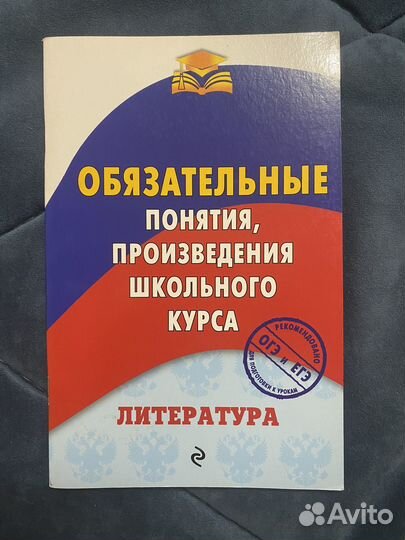 ОБЯЗАТЕЛЬНЫЕ
ПОНЯТИЯ,
ПРОИЗВЕДЕНИЯ
ШКОЛЬНОГО
КУРСА
РЕКОМЕНДОВАНО
ОГЭ и ЕГЭ
ДЛЯ ПОДГОТОВКИ К УРОКАМ
ЛИТЕРАТУРА
Avito